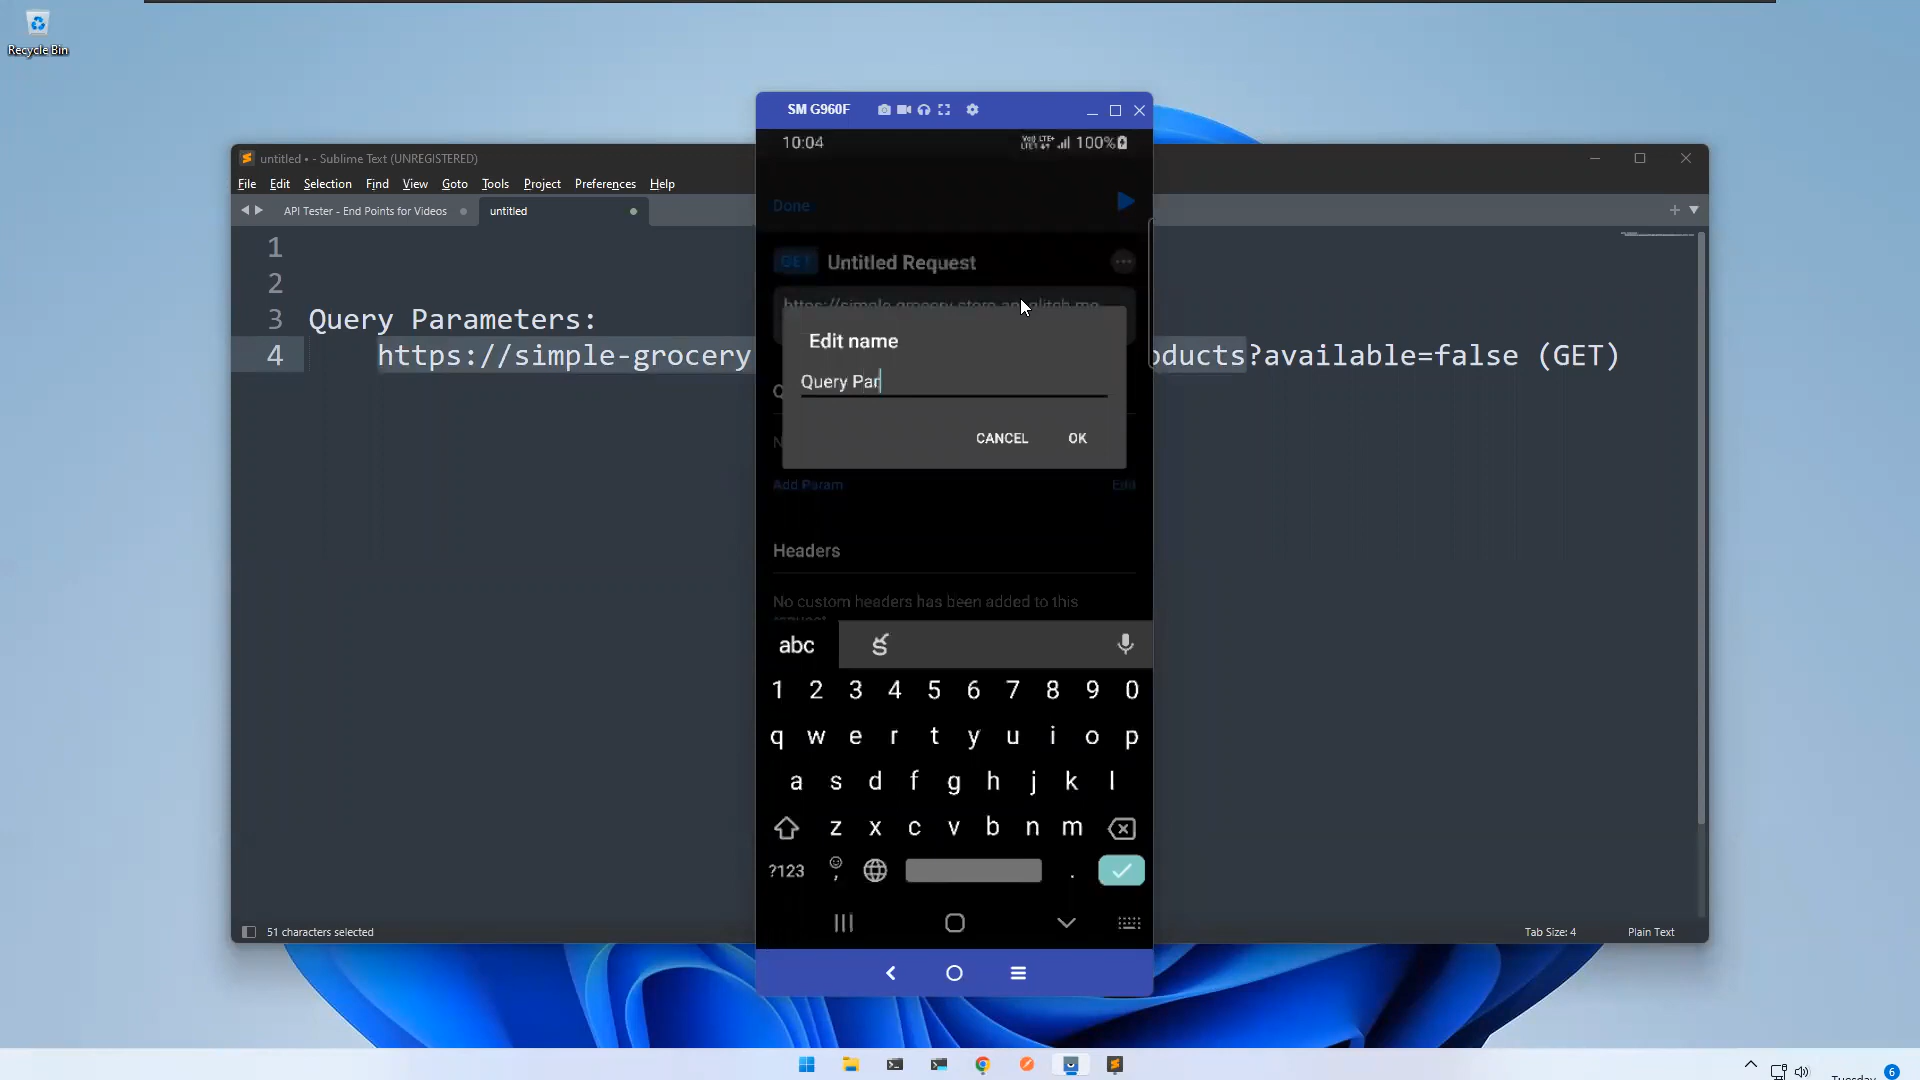 Recycle Bin
SM G960F
10:04
100%
untitled • - Sublime Text (UNREGISTERED)
File Edit Selection Find View Goto Tools Project Preferences Help
API Tester - End Points for Videos
untitled
Done
GET Untitled Request
1
2
3 Query Parameters:
4 https://simple-grocery
oducts?available=false (GET)
Edit name
Query Par
CANCEL OK
Add Param Edit
Headers
No custom headers has been added to this
request
abc
1 2 3 4 5 6 7 8 9 0
q w e r t y u i o p
a s d f g h j k l
z x c v b n m
?123 , .
51 characters selected
Tab Size: 4
Plain Text
Tuesday
6